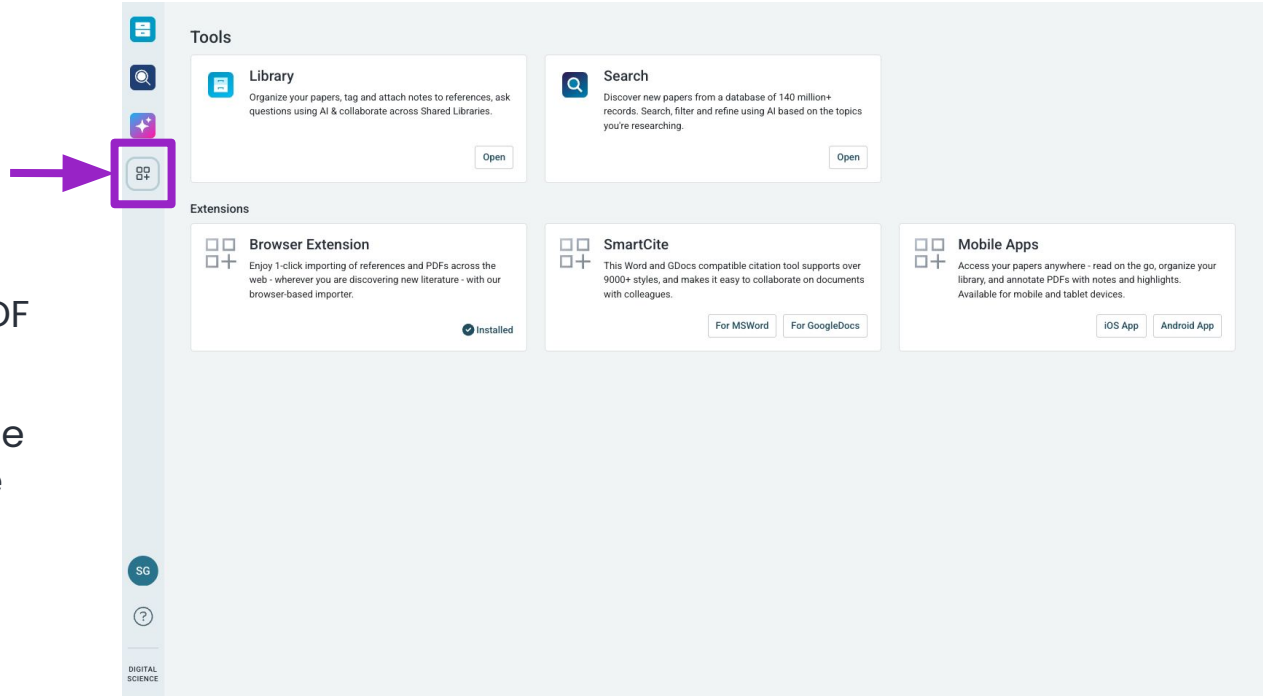 Tools
Library
Organize your papers, tag and attach notes to references, ask
questions using AI & collaborate across Shared Libraries.
Open
Search
Discover new papers from a database of 140 million+
records. Search, filter and refine using AI based on the topics
you're researching.
Open
Extensions
Browser Extension
Enjoy 1-click importing of references and PDFs across the
web - wherever you are discovering new literature - with our
browser-based importer.
Installed
SmartCite
This Word and GDocs compatible citation tool supports over
9000+ styles, and makes it easy to collaborate on documents
with colleagues.
For MSWord
For GoogleDocs
Mobile Apps
Access your papers anywhere - read on the go, organize your
library, and annotate PDFs with notes and highlights.
Available for mobile and tablet devices.
iOS App
Android App
SG
?
DIGITAL
SCIENCE